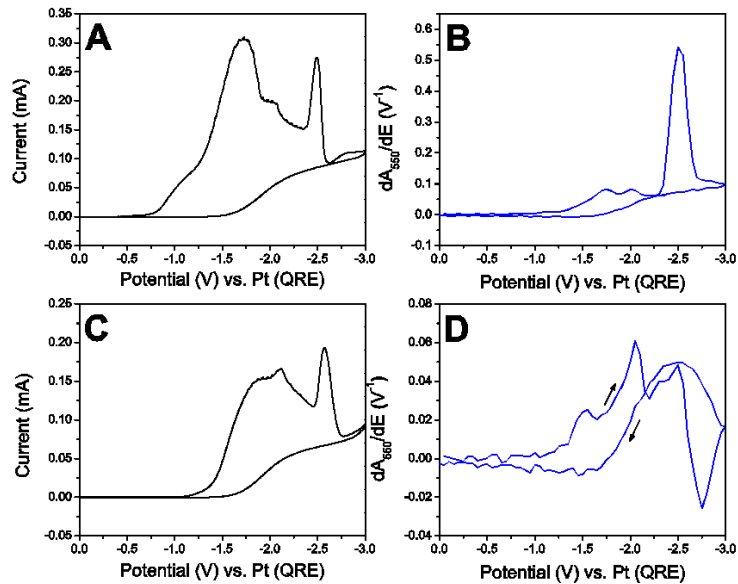 A
0.35
0.30
0.25
0.20
0.15
0.10
0.05
0.00
-0.05
Current (mA)
0.0 -0.5 -1.0 -1.5 -2.0 -2.5 -3.0
Potential (V) vs. Pt (QRE)
B
0.6
0.5
0.4
0.3
0.2
0.1
0.0
0.1
dA550/dE (V-1)
0.0 -0.5 -1.0 -1.5 -2.0 -2.5 -3.0
Potential (V) vs. Pt (QRE)
C
0.25
0.20
0.15
0.10
0.05
0.00
0.05
Current (mA)
0.0 -0.5 -1.0 -1.5 -2.0 -2.5 -3.0
Potential (V) vs. Pt (QRE)
D
0.08
0.06
0.04
0.02
0.00
-0.02
-0.04
dA550/dE (V-1)
0.0 -0.5 -1.0 -1.5 -2.0 -2.5 -3.0
Potential (V) vs. Pt (QRE)